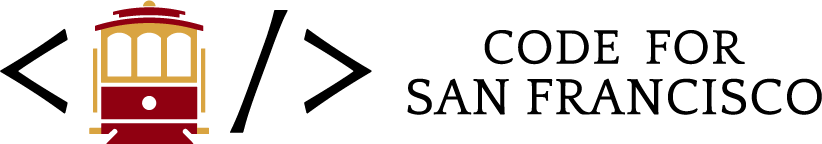 < />
CODE FOR
SAN FRANCISCO